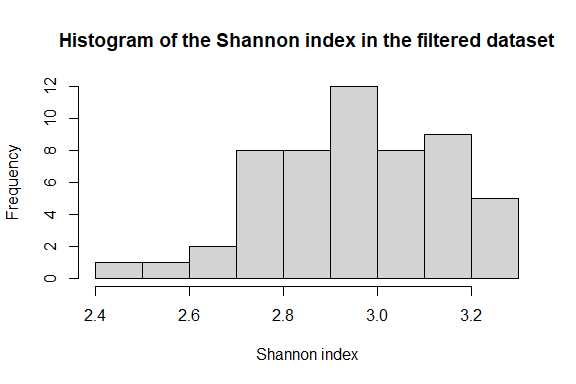 Histogram of the Shannon index in the filtered dataset
Frequency
12
10
8
6
4
2
0
2.4 2.6 2.8 3.0 3.2
Shannon index